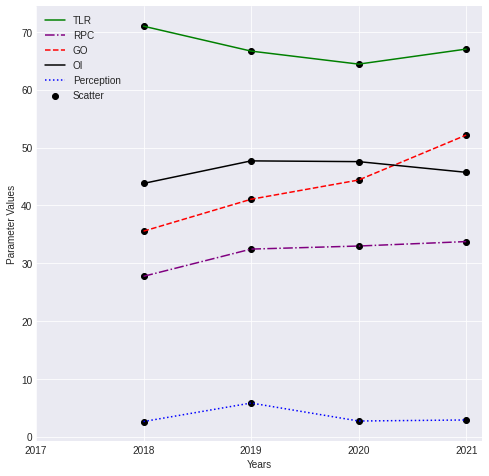 TLR
RPC
GO
OI
Perception
Scatter
70
60
50
40
30
20
10
0
Parameter Values
2017 2018 2019 2020 2021
Years